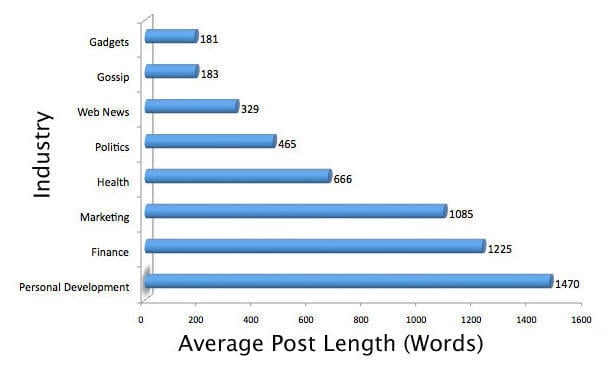 Industry
Gadgets 181
Gossip 183
Web News 329
Politics 465
Health 666
Marketing 1085
Finance 1225
Personal Development 1470
0 200 400 600 800 1000 1200 1400 1600
Average Post Length (Words)